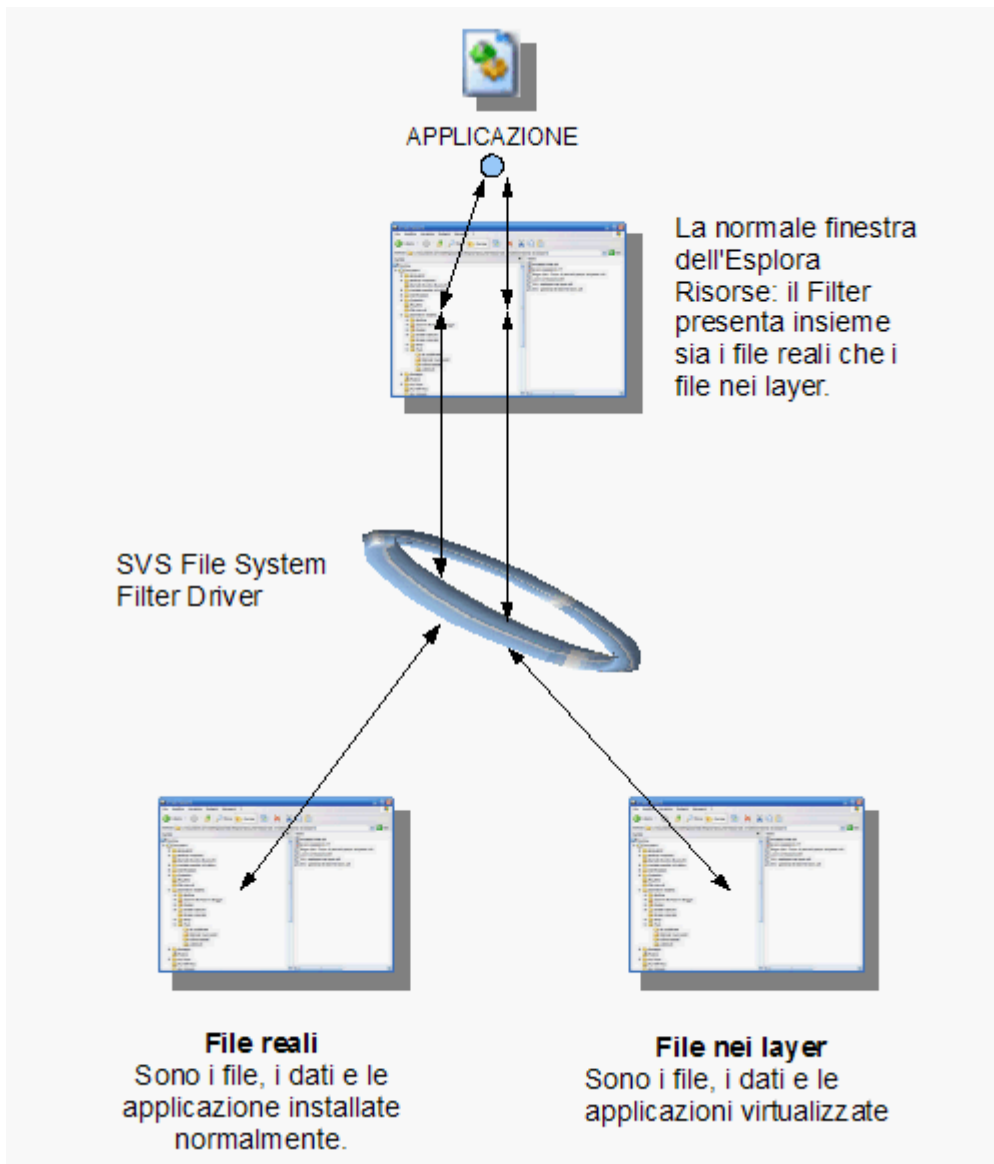 APPLICAZIONE
La normale finestra
dell'Esplora
Risorse: il Filter
presenta insieme
sia i file reali che i
file nei layer.
SVS File System
Filter Driver
File reali
Sono i file, i dati e le
applicazione installate
normalmente.
File nei layer
Sono i file, i dati e le
applicazioni virtualizzate